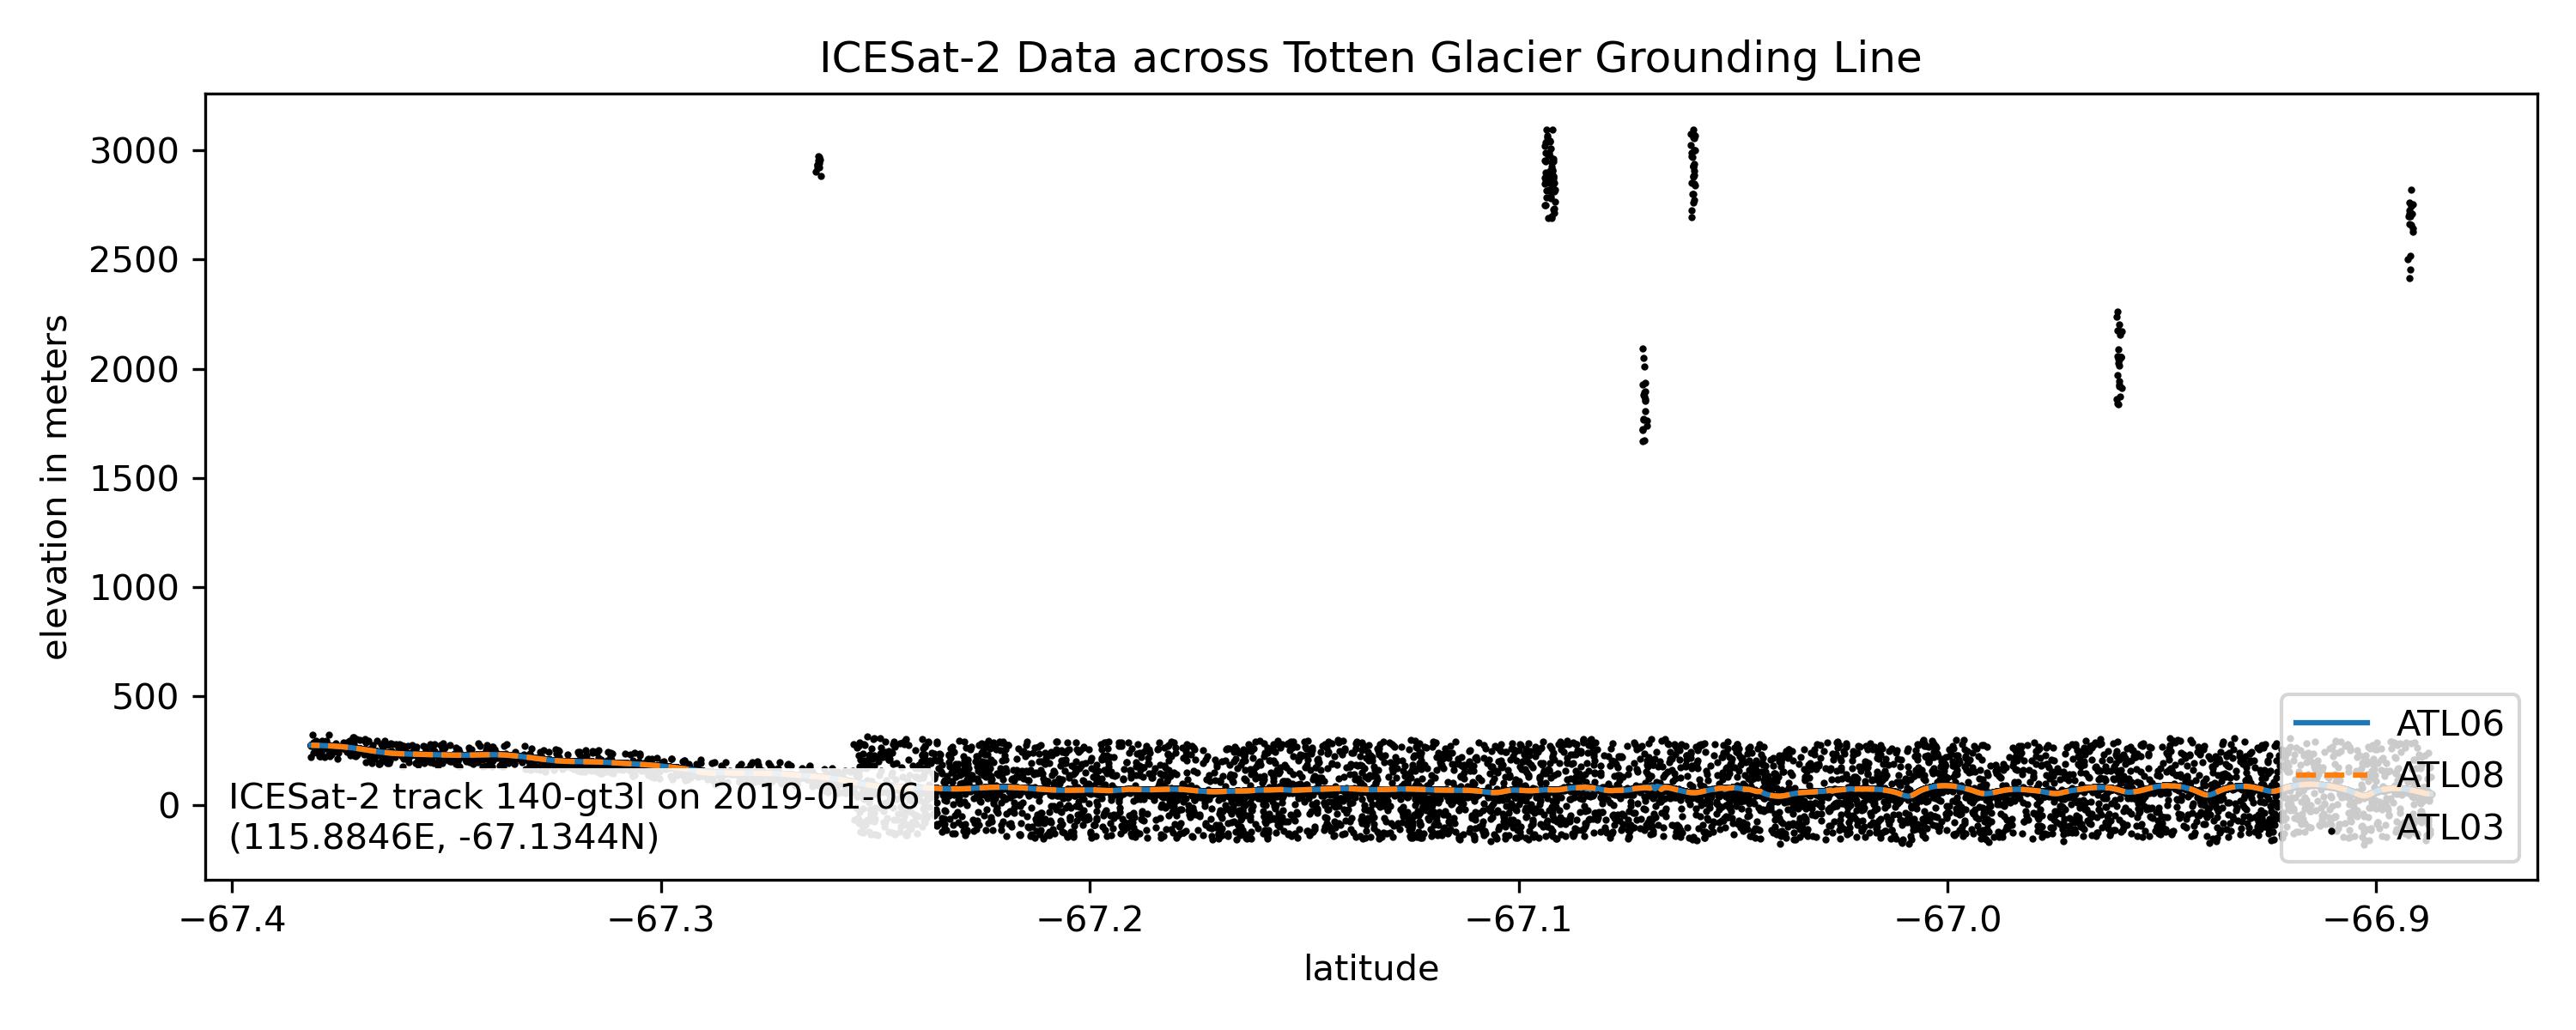 ICESat-2 Data across Totten Glacier Grounding Line
elevation in meters
3000
2500
2000
1500
1000
500
0
ICESat-2 track 140-gt3l on 2019-01-06
(115.8846E, -67.1344N)
ATL06
ATL08
ATL03
−67.4
−67.3
−67.2
−67.1
−67.0
−66.9
latitude